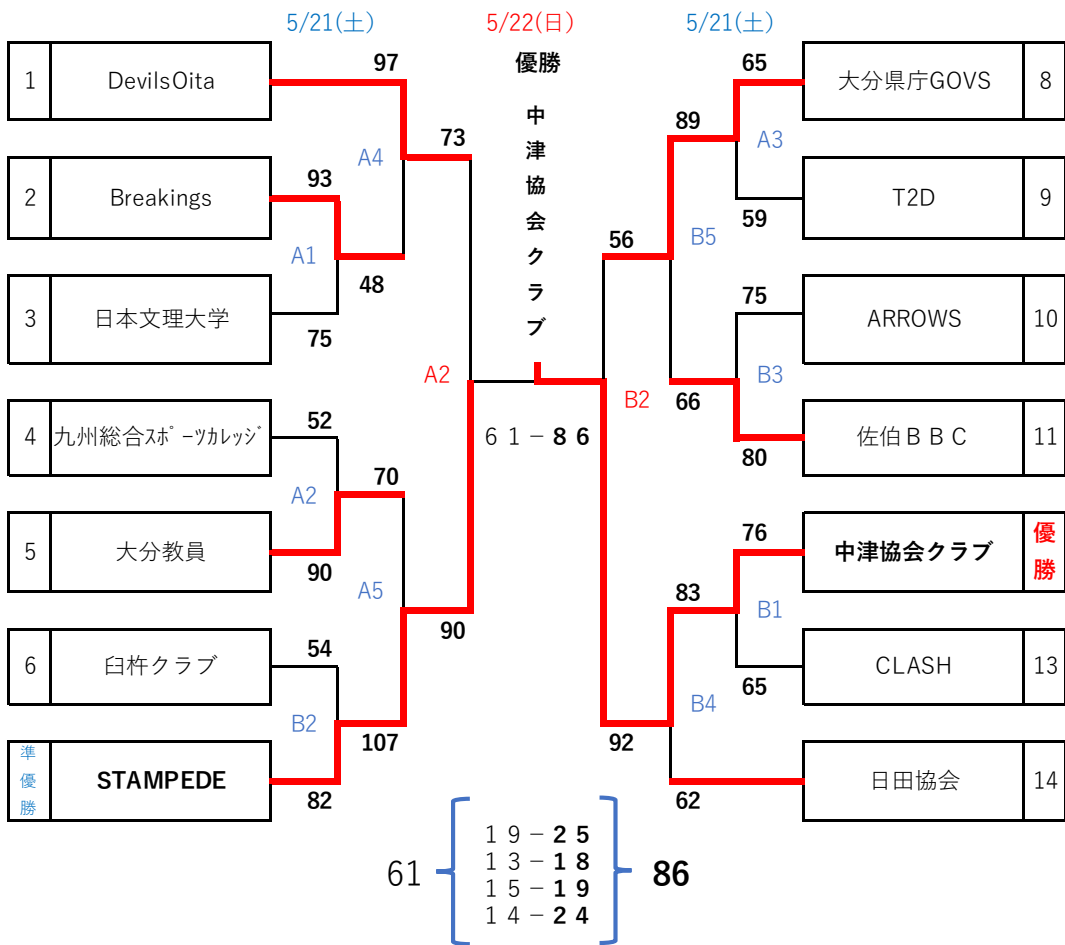 5/21(土)
5/22(日)
5/21(土)
優勝
中津協会クラブ
1 DevilsOita
2 Breakings
3 日本文理大学
4 九州総合ｽﾎﾟｰﾂｶﾚｯｼﾞ
5 大分教員
6 臼杵クラブ
準優勝 STAMPEDE
97
A4
93
A1
48
75
73
52
A2
70
90
A5
54
B2
107
82
90
A2
６１－８６
B2
56
92
65
89
A3
59
B5
75
B3
66
80
76
83
B1
65
B4
62
大分県庁GOVS 8
T2D 9
ARROWS 10
佐伯ＢＢＣ 11
中津協会クラブ 優勝
CLASH 13
日田協会 14
61
１９－２５
１３－１８
１５－１９
１４－２４
86